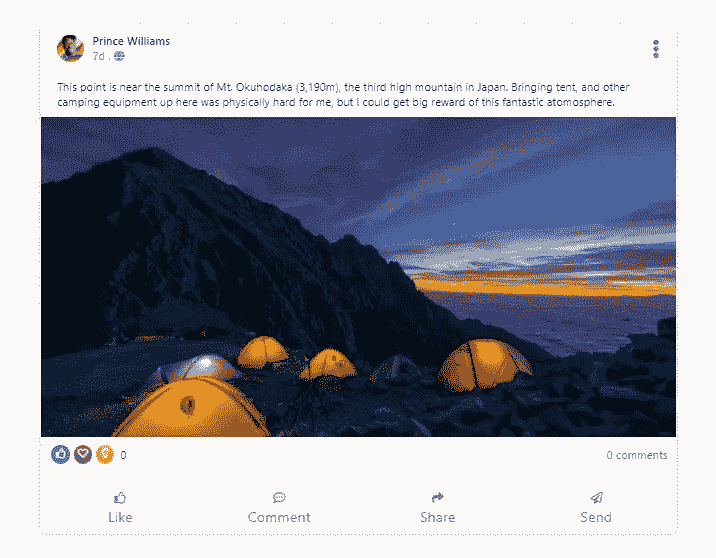 Prince Williams
7d .
This point is near the summit of Mt. Okuhodaka (3,190m), the third high mountain in Japan. Bringing tent, and other
camping equipment up here was physically hard for me, but I could get big reward of this fantastic atomosphere.
0
0 comments
Like
Comment
Share
Send